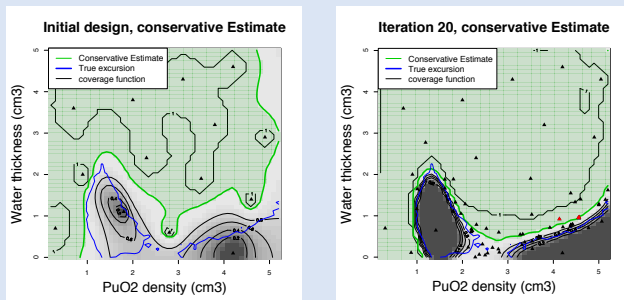 Initial design, conservative Estimate
Conservative Estimate
True excursion
coverage function
Water thickness (cm3)
0 1 2 3 4 5
1 2 3 4 5
PuO2 density (cm3)
Iteration 20, conservative Estimate
Conservative Estimate
True excursion
coverage function
Water thickness (cm3)
0 1 2 3 4 5
1 2 3 4 5
PuO2 density (cm3)